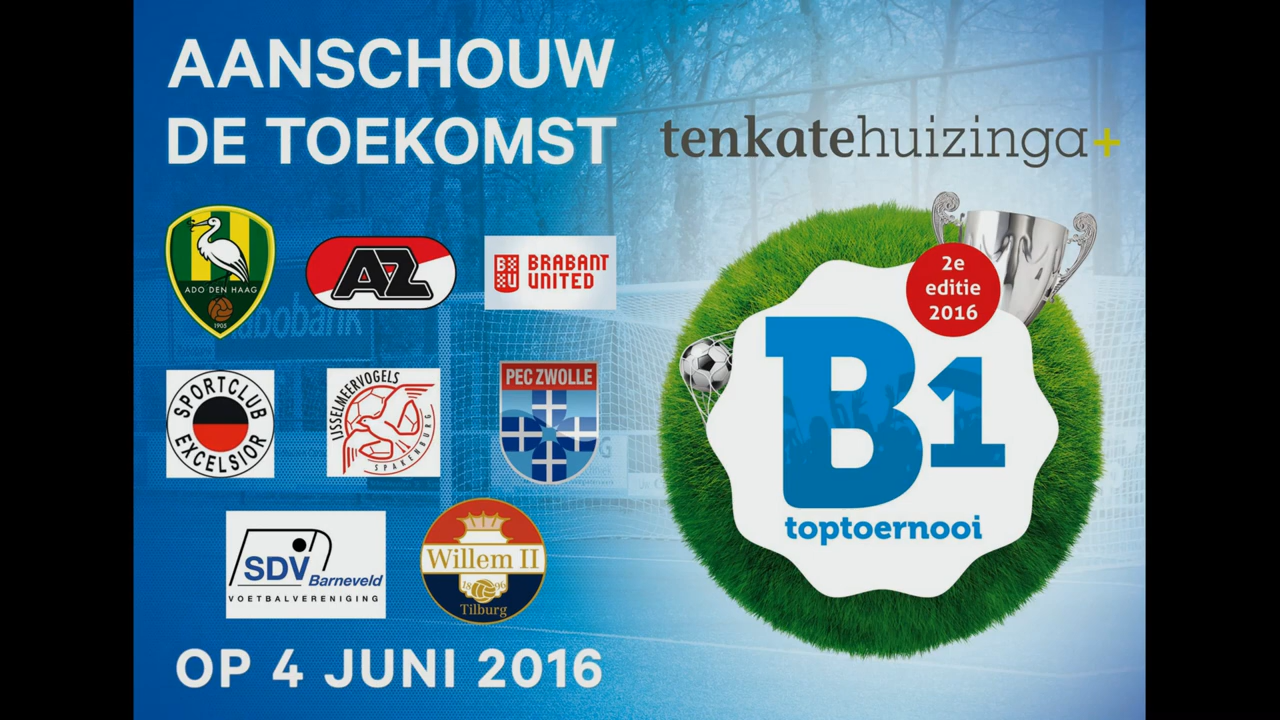 AANSCHOUW
DE TOEKOMST
tenkatehuizinga+
ADO DEN HAAG
1905
AZ
BRABANT
UNITED
B
U
rabobank
SPORTCLUB
EXCELSIOR
IJSSELMEERVOGELS
SPAKENBURG
PEC ZWOLLE
SDV
Barneveld
VOETBALVERENIGING
Willem II
18 96
Tilburg
2e
editie
2016
B1
toptoernooi
OP 4 JUNI 2016